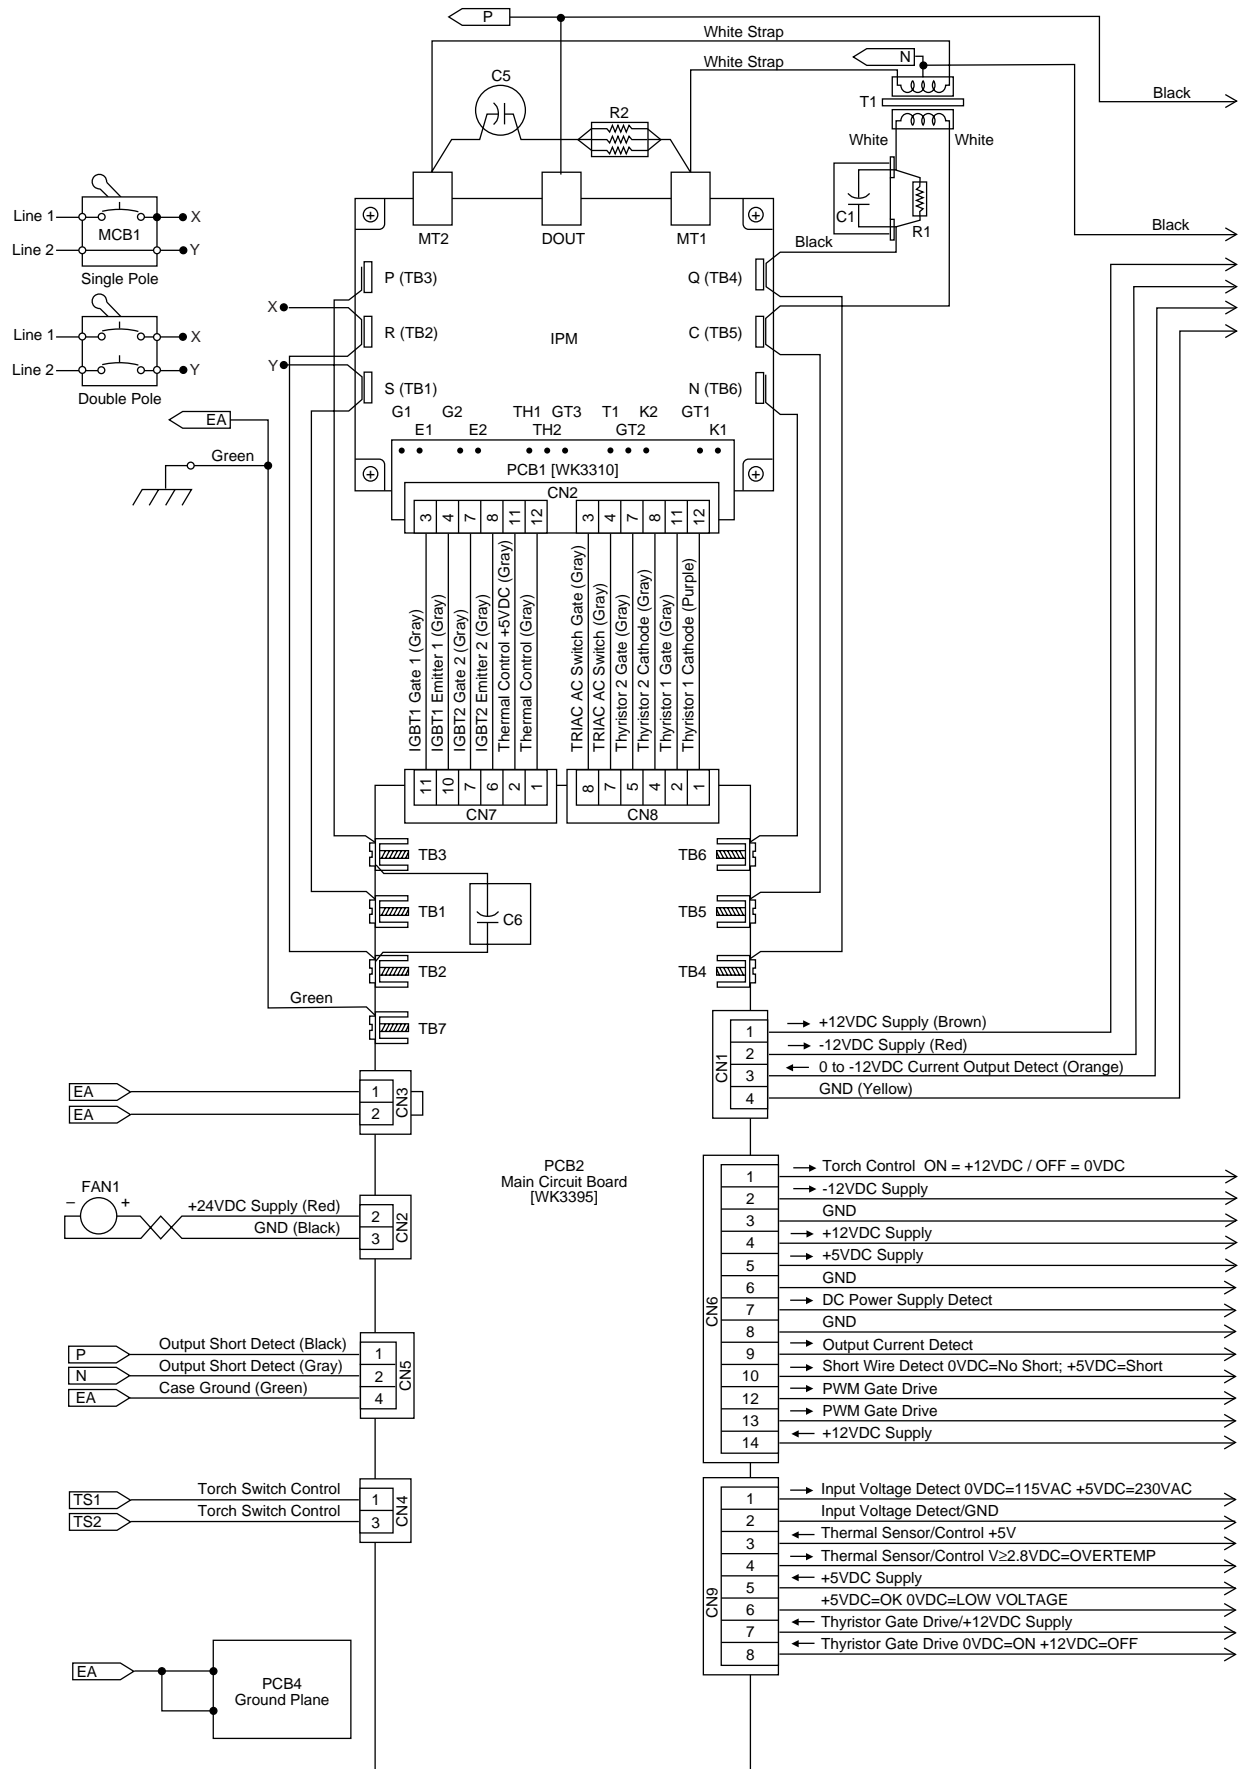 P
White Strap
N
White Strap
C5
T1
R2
Black
White
White
C1
R1
Line 1
X
MCB1
Line 2
Y
Single Pole
MT2
DOUT
MT1
Black
Black
P (TB3)
Q (TB4)
X
Line 1
X
R (TB2)
IPM
C (TB5)
Line 2
Y
Y
Double Pole
S (TB1)
N (TB6)
EA
G1
G2
TH1
GT3
T1
K2
GT1
E1
E2
TH2
GT2
K1
Green
PCB1 [WK3310]
CN2
3
4
7
8
11
12
3
4
7
8
11
12
IGBT1 Gate 1 (Gray)
IGBT1 Emitter 1 (Gray)
IGBT2 Gate 2 (Gray)
IGBT2 Emitter 2 (Gray)
Thermal Control +5VDC (Gray)
Thermal Control (Gray)
TRIAC AC Switch Gate (Gray)
TRIAC AC Switch (Gray)
Thyristor 2 Gate (Gray)
Thyristor 2 Cathode (Gray)
Thyristor 1 Gate (Gray)
Thyristor 1 Cathode (Purple)
11
10
7
6
2
1
8
7
5
4
2
1
CN7
CN8
TB3
TB6
TB1
C6
TB5
TB2
TB4
Green
TB7
CN1
1
+12VDC Supply (Brown)
2
-12VDC Supply (Red)
3
0 to -12VDC Current Output Detect (Orange)
4
GND (Yellow)
EA
1
EA
2
CN3
PCB2
Main Circuit Board
[WK3395]
FAN1
−
+
+24VDC Supply (Red)
2
GND (Black)
3
CN2
CN6
1
Torch Control ON = +12VDC / OFF = 0VDC
2
-12VDC Supply
3
GND
4
+12VDC Supply
5
+5VDC Supply
6
GND
7
DC Power Supply Detect
8
GND
9
Output Current Detect
10
Short Wire Detect 0VDC=No Short; +5VDC=Short
12
PWM Gate Drive
13
PWM Gate Drive
14
+12VDC Supply
P
Output Short Detect (Black)
1
N
Output Short Detect (Gray)
2
EA
Case Ground (Green)
4
CN5
TS1
Torch Switch Control
1
TS2
Torch Switch Control
3
CN4
CN9
1
Input Voltage Detect 0VDC=115VAC +5VDC=230VAC
2
Input Voltage Detect/GND
3
Thermal Sensor/Control +5V
4
Thermal Sensor/Control V≥2.8VDC=OVERTEMP
5
+5VDC Supply
6
+5VDC=OK 0VDC=LOW VOLTAGE
7
Thyristor Gate Drive/+12VDC Supply
8
Thyristor Gate Drive 0VDC=ON +12VDC=OFF
EA
PCB4
Ground Plane